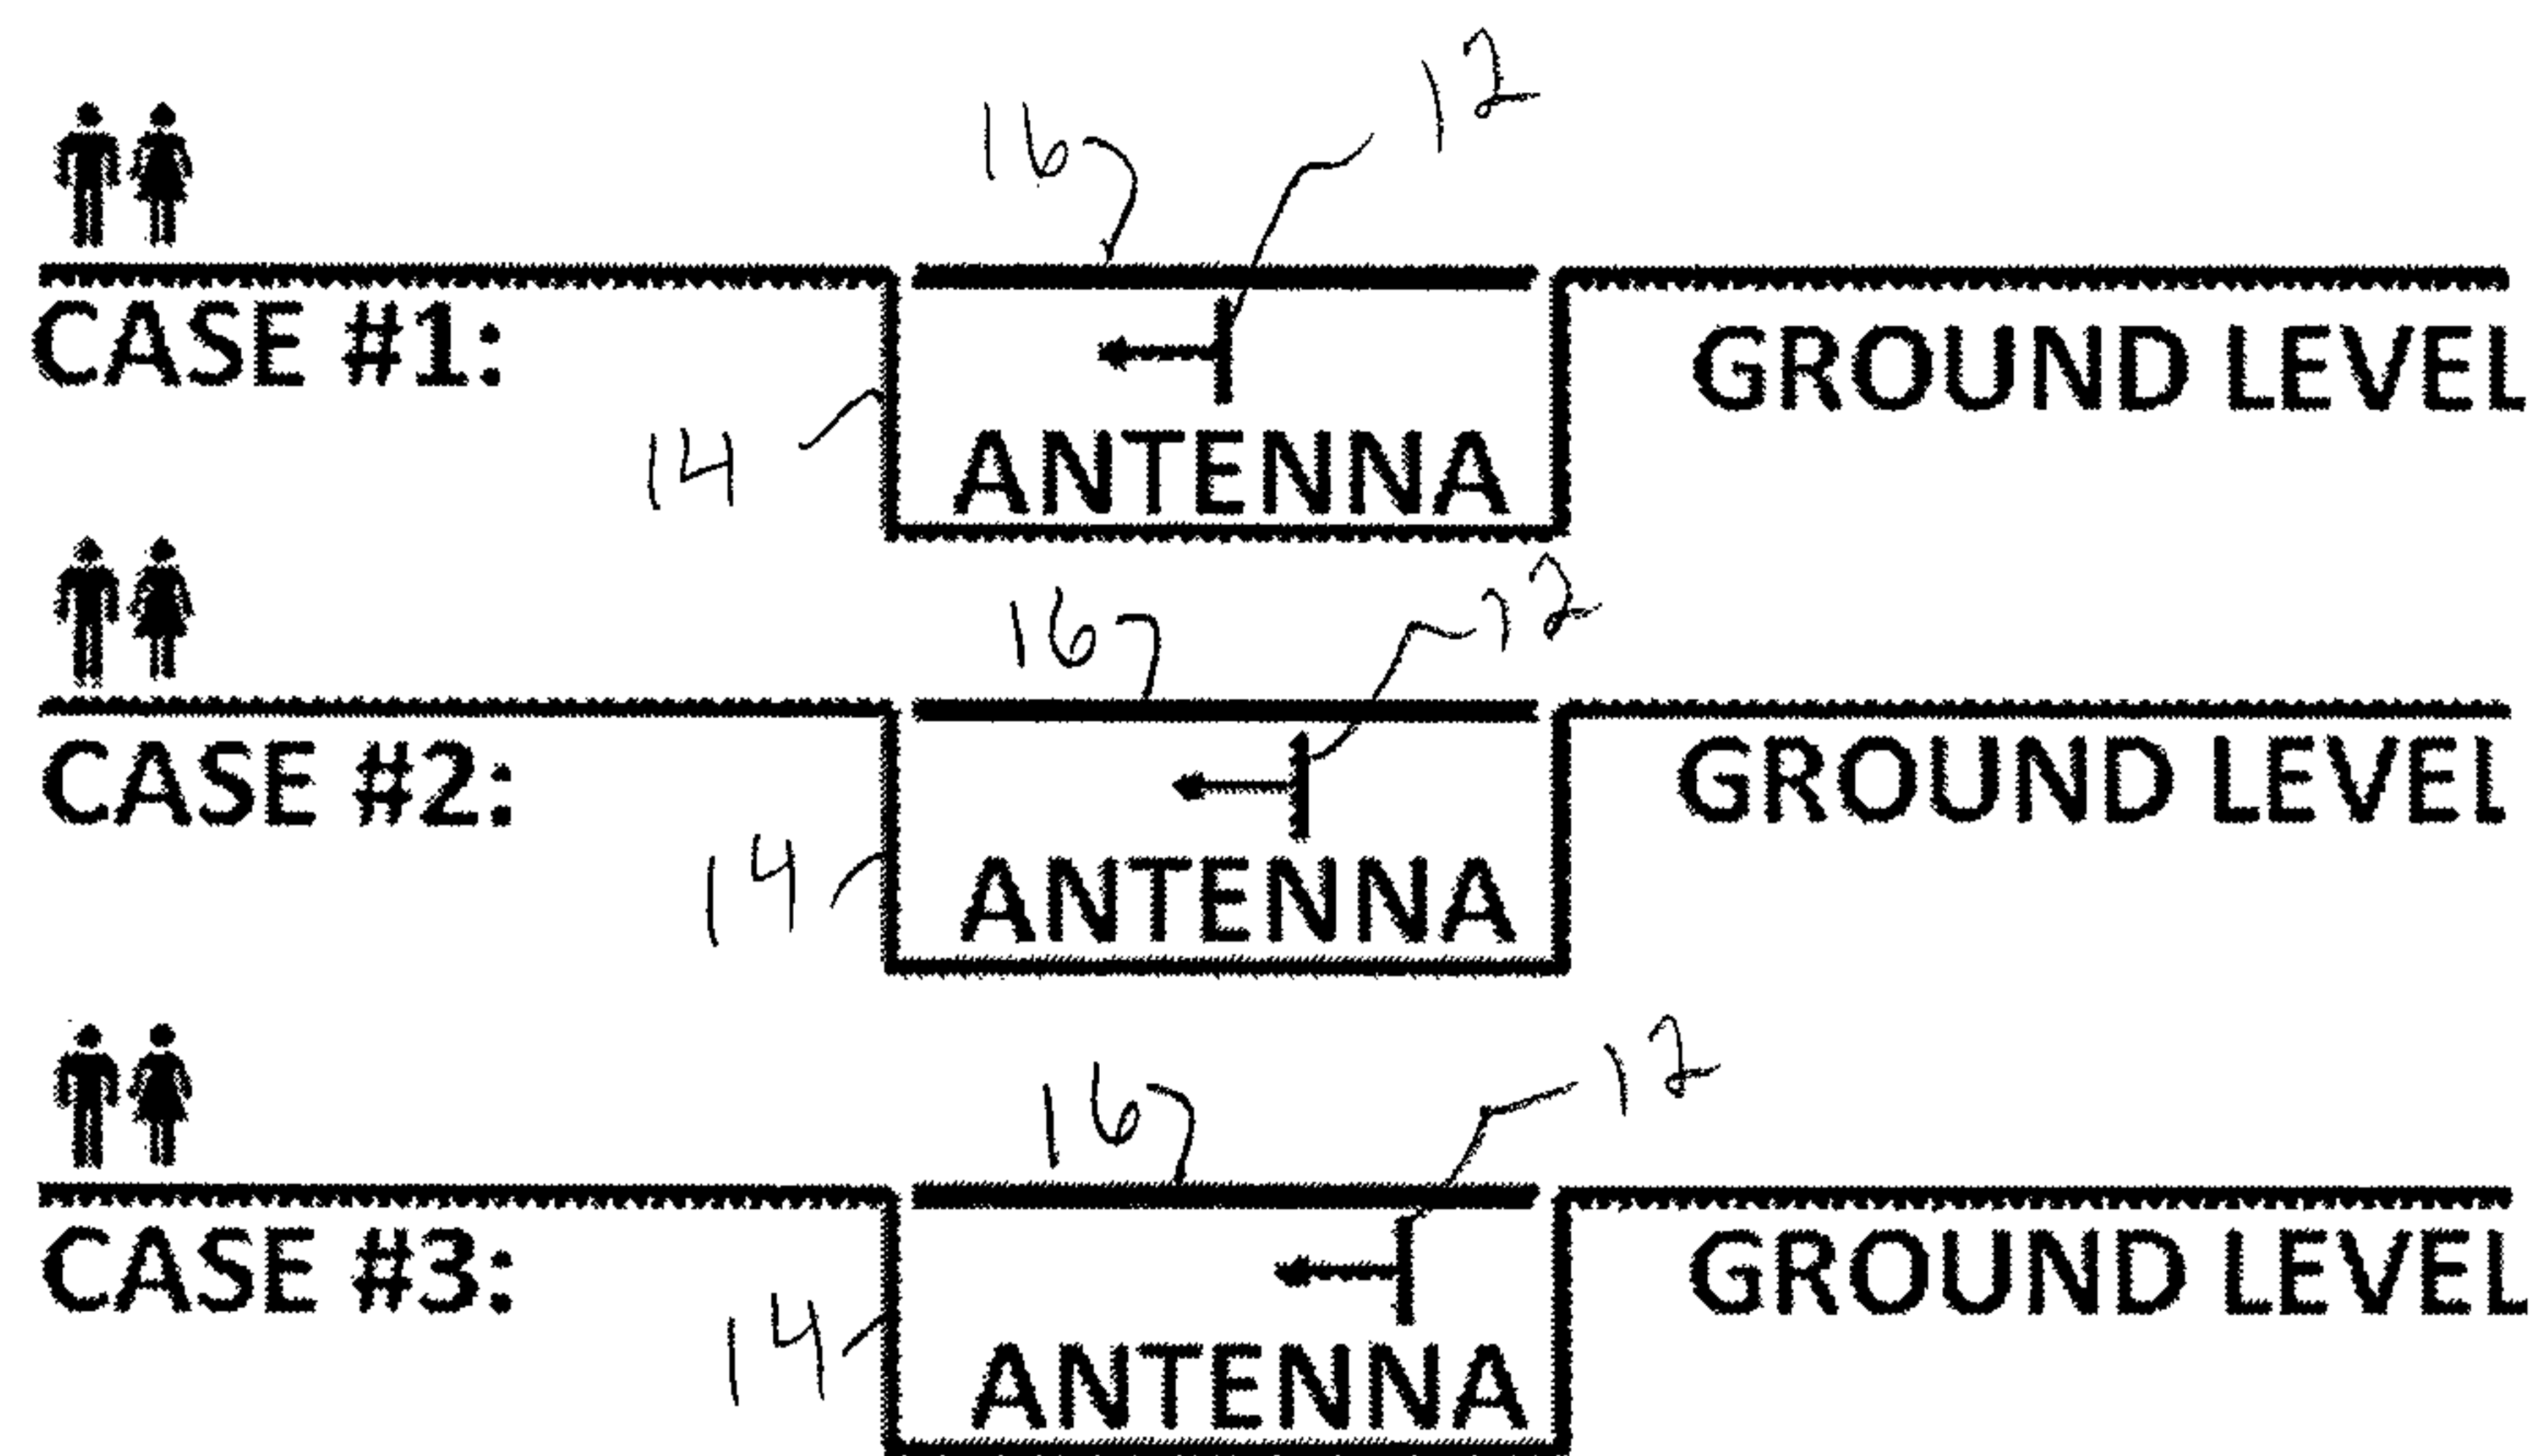 16 12
CASE #1: GROUND LEVEL
14 ANTENNA
16 12
CASE #2: GROUND LEVEL
14 ANTENNA
16 12
CASE #3: GROUND LEVEL
14 ANTENNA